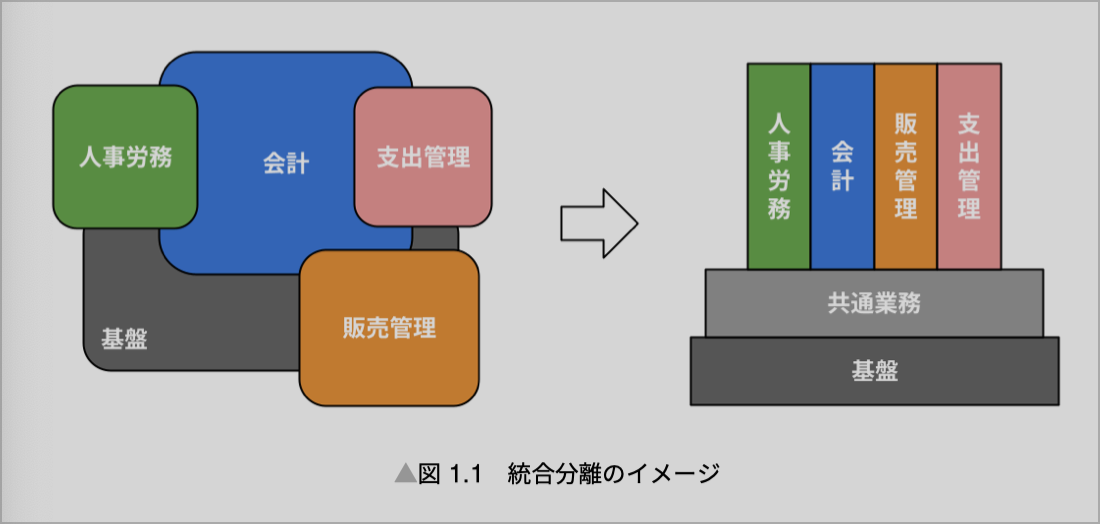 人事労務
会計
支出管理
基盤
販売管理
人事労務
会計
販売管理
支出管理
共通業務
基盤
▲図 1.1　統合分離のイメージ